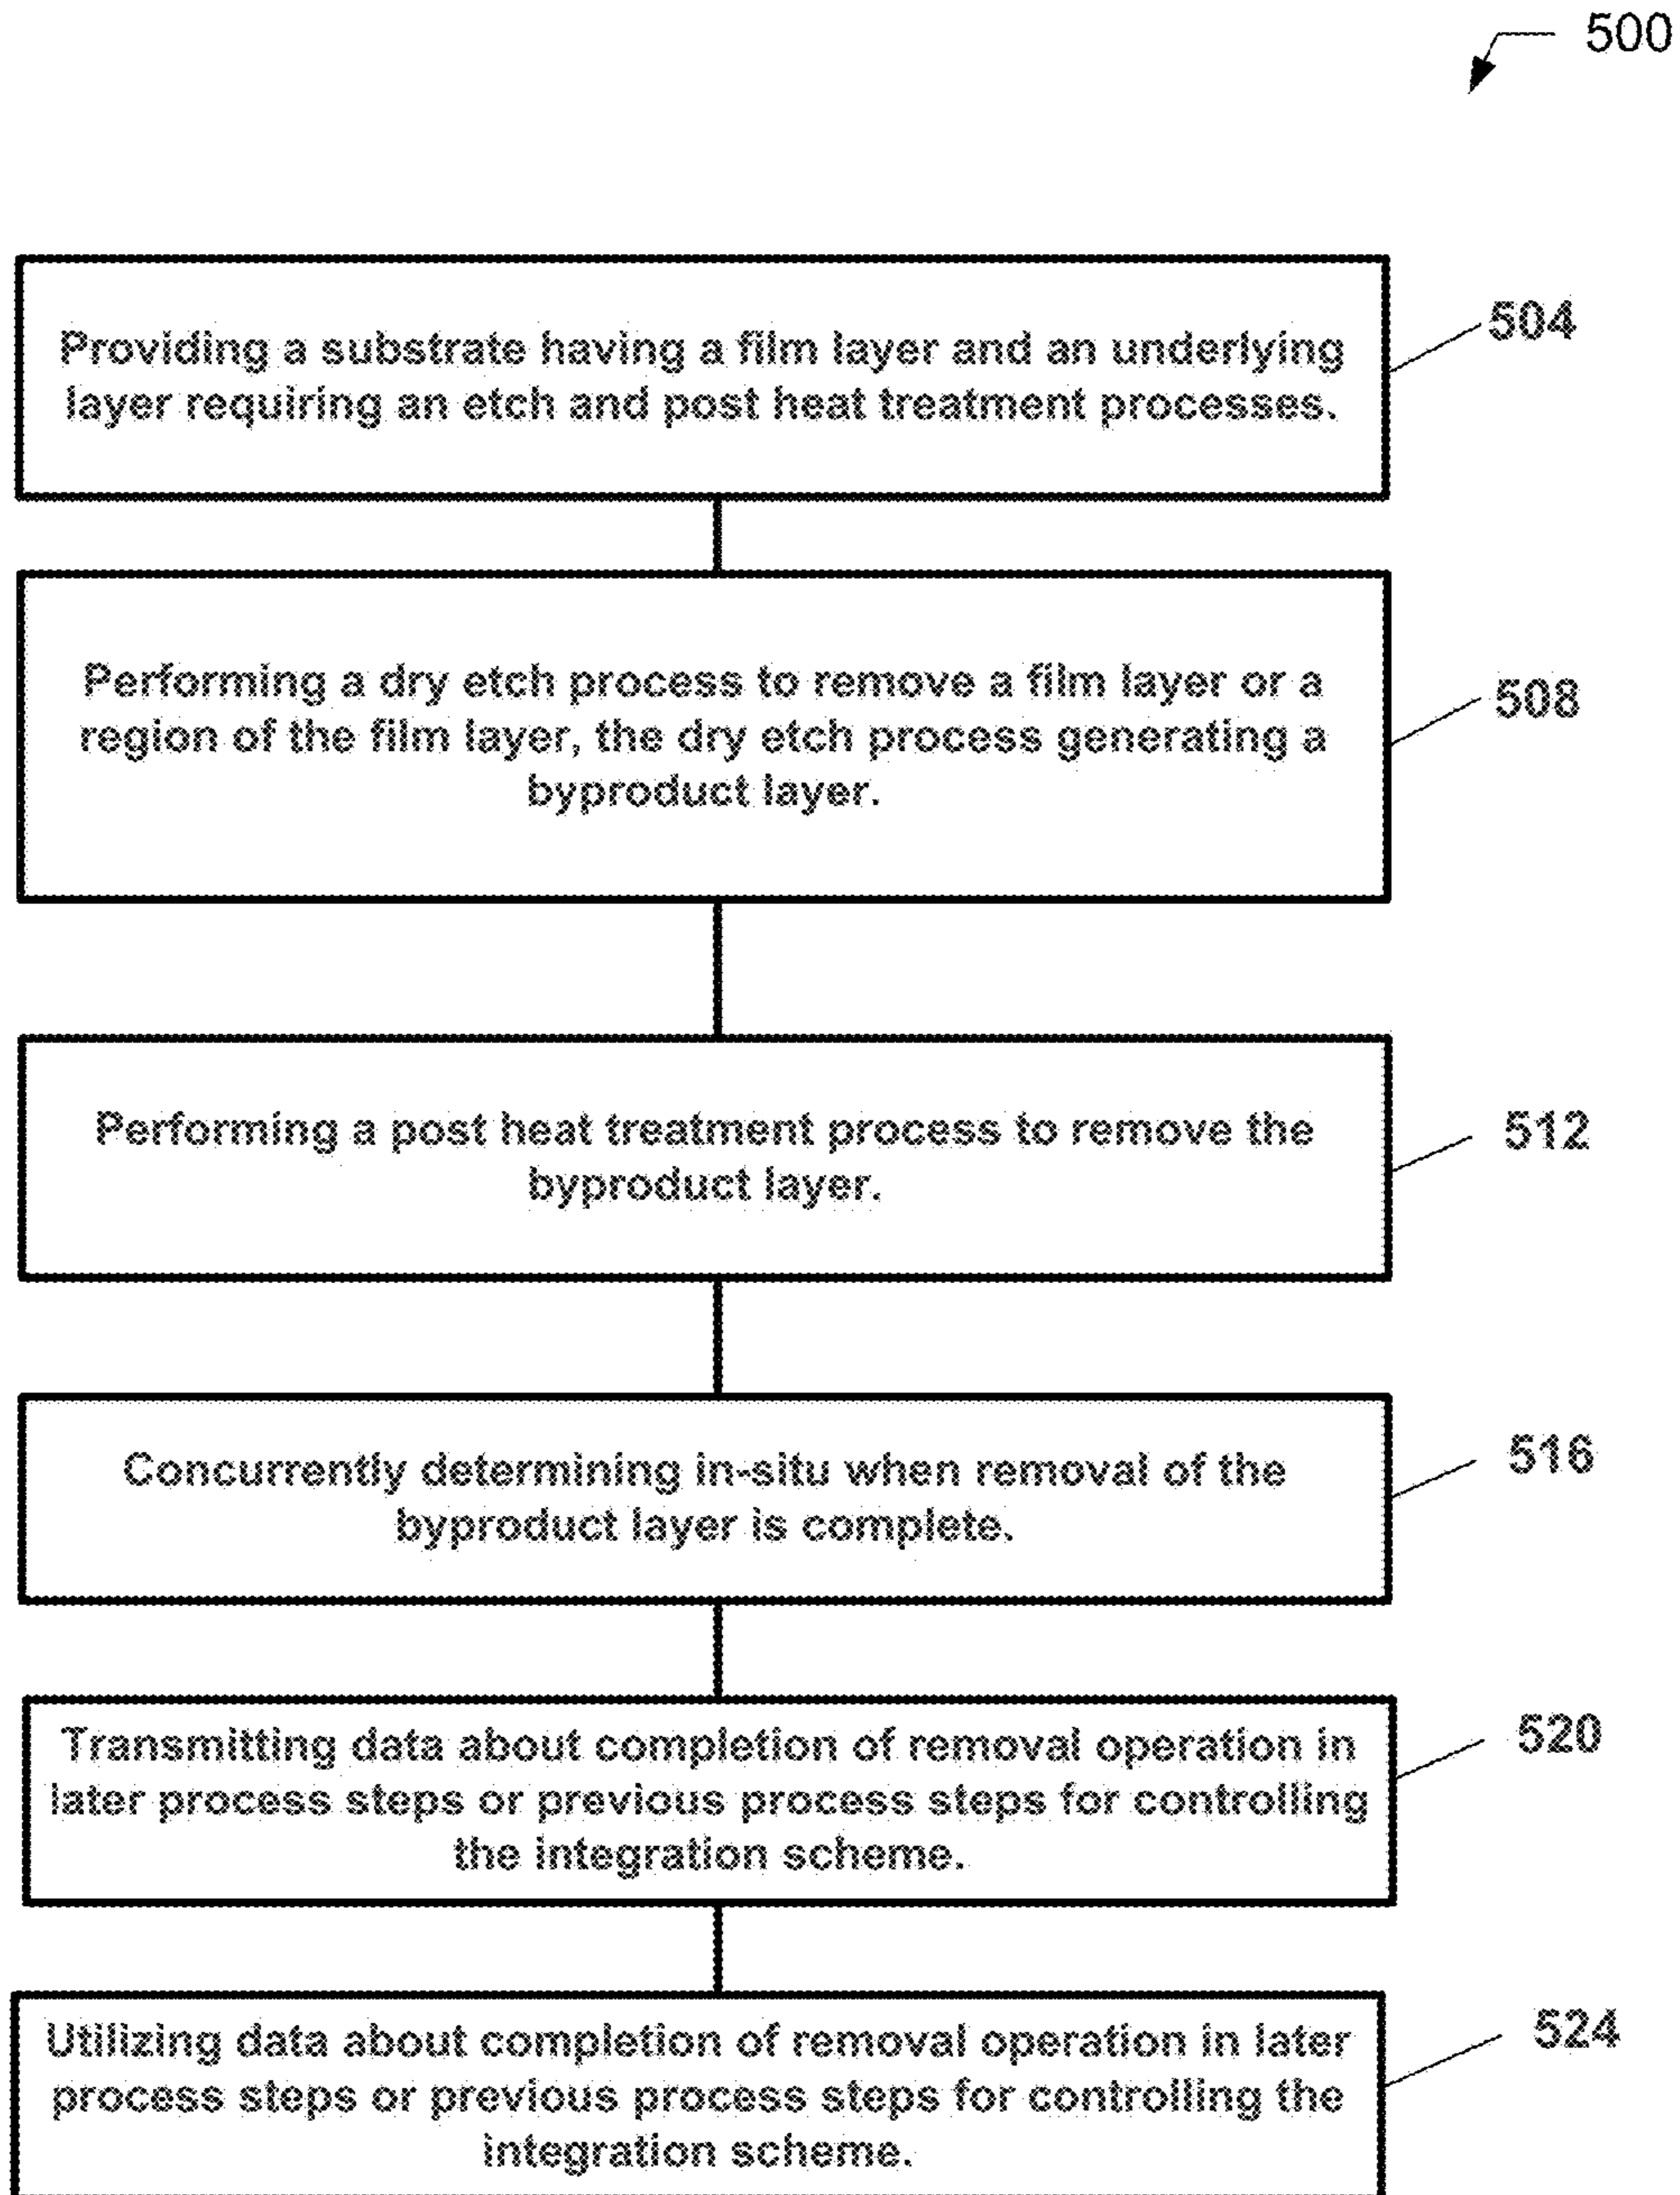 500
Providing a substrate having a film layer and an underlying
layer requiring an etch and post heat treatment processes.
504
Performing a dry etch process to remove a film layer or a
region of the film layer, the dry etch process generating a
byproduct layer.
508
Performing a post heat treatment process to remove the
byproduct layer.
512
Concurrently determining in-situ when removal of the
byproduct layer is complete.
516
Transmitting data about completion of removal operation in
later process steps or previous process steps for controlling
the integration scheme.
520
Utilizing data about completion of removal operation in later
process steps or previous process steps for controlling the
integration scheme.
524